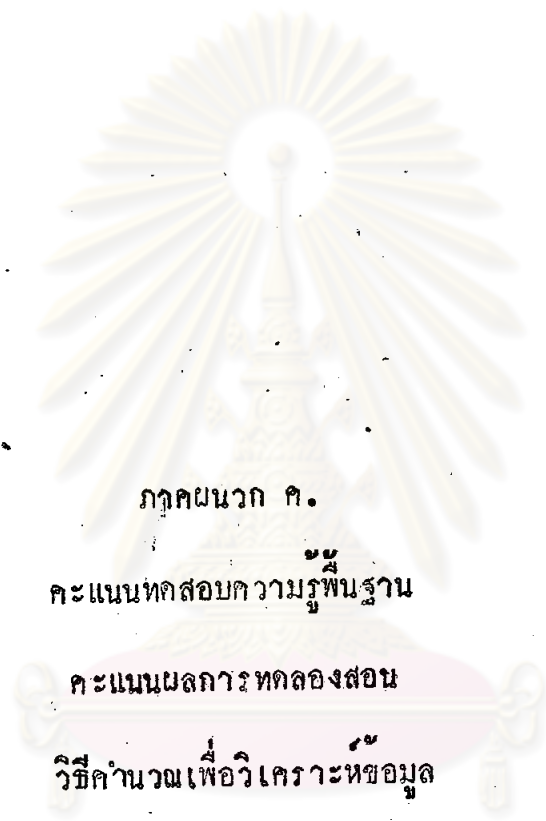 ภาคผนวก ค.
คะแนนทดสอบความรู้พื้นฐาน
คะแนนผลการทดลองสอน
วิธีคำนวณเพื่อวิเคราะห์ข้อมูล